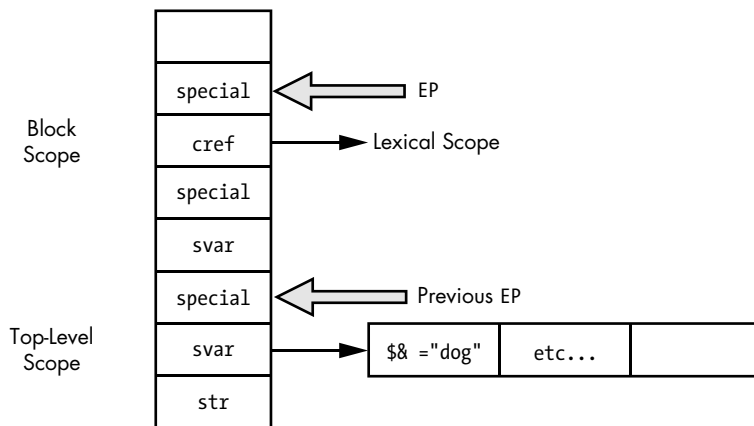 special
EP
Block
Scope
cref
Lexical Scope
special
svar
special
Previous EP
Top-Level
Scope
svar
$& ="dog"
etc...
str